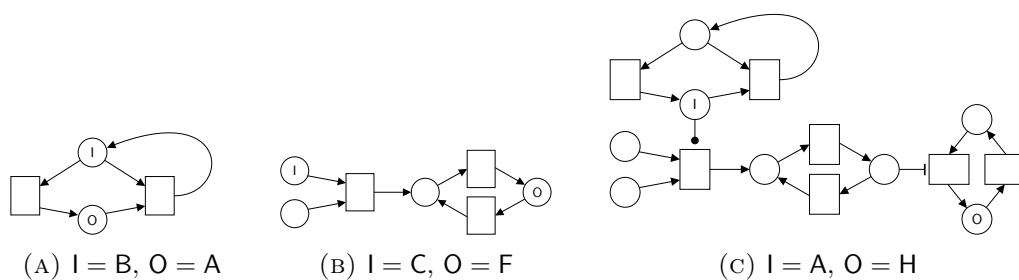 I
O
I
O
I
O
(A) I = B, O = A
(B) I = C, O = F
(C) I = A, O = H